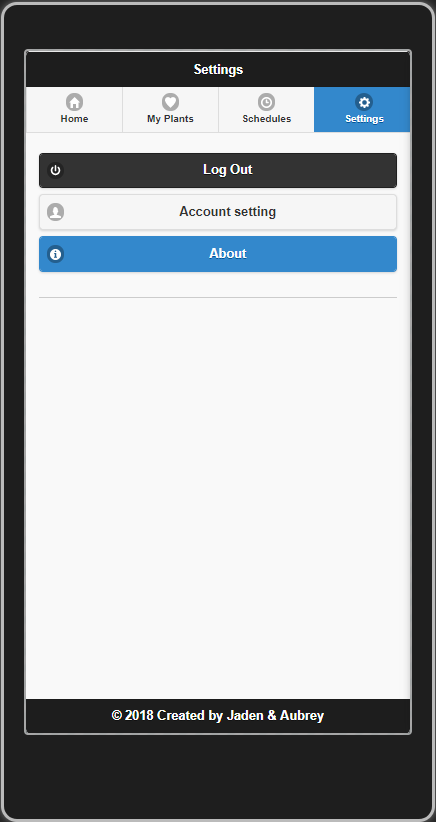 Settings
Home My Plants Schedules Settings
Log Out
Account setting
About
© 2018 Created by Jaden & Aubrey